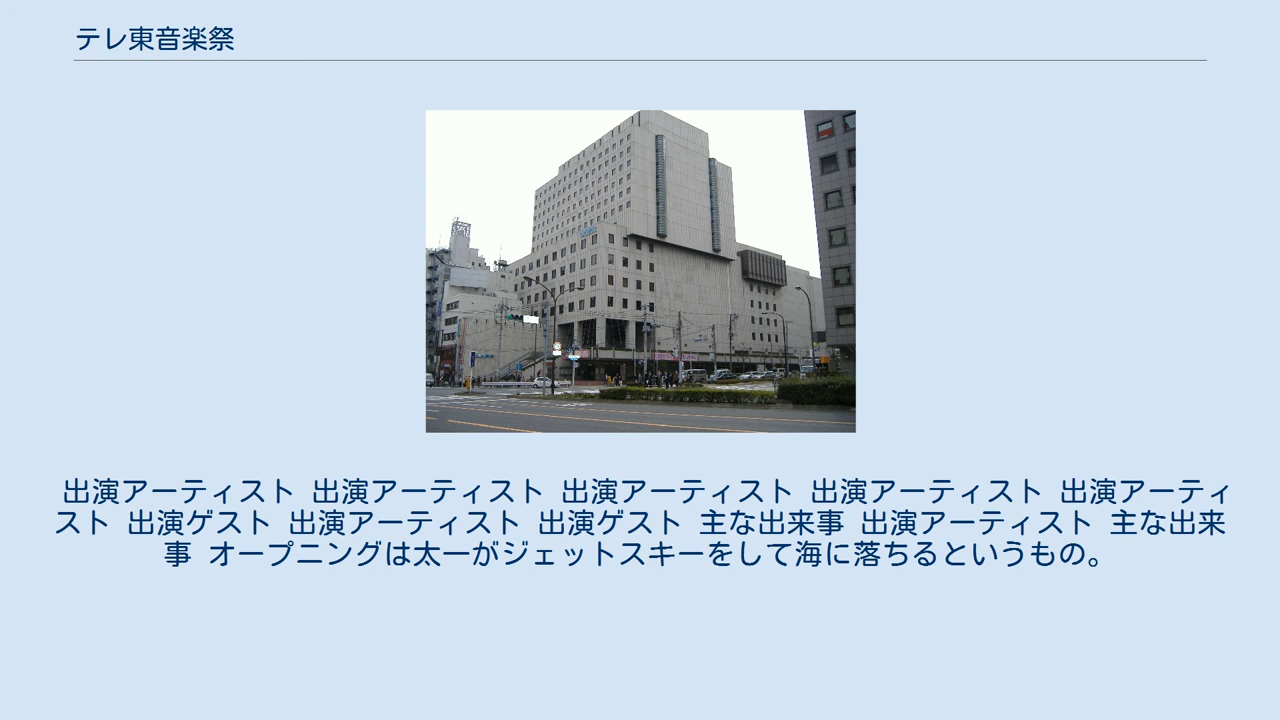 テレ東音楽祭
出演アーティスト 出演アーティスト 出演アーティスト 出演アーティスト 出演アーティ
スト 出演ゲスト 出演アーティスト 出演ゲスト 主な出来事 出演アーティスト 主な出来
事 オープニングは太一がジェットスキーをして海に落ちるというもの。